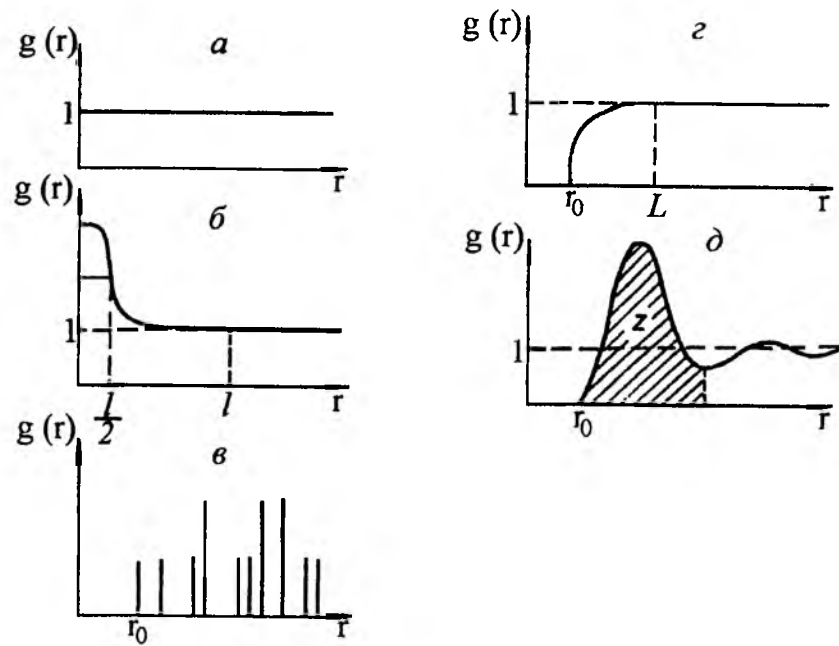 g (r)
а
1
r
g (r)
б
1
l/2
l
r
g (r)
в
r₀
r
g (r)
г
1
r₀
L
r
g (r)
д
z
1
r₀
r